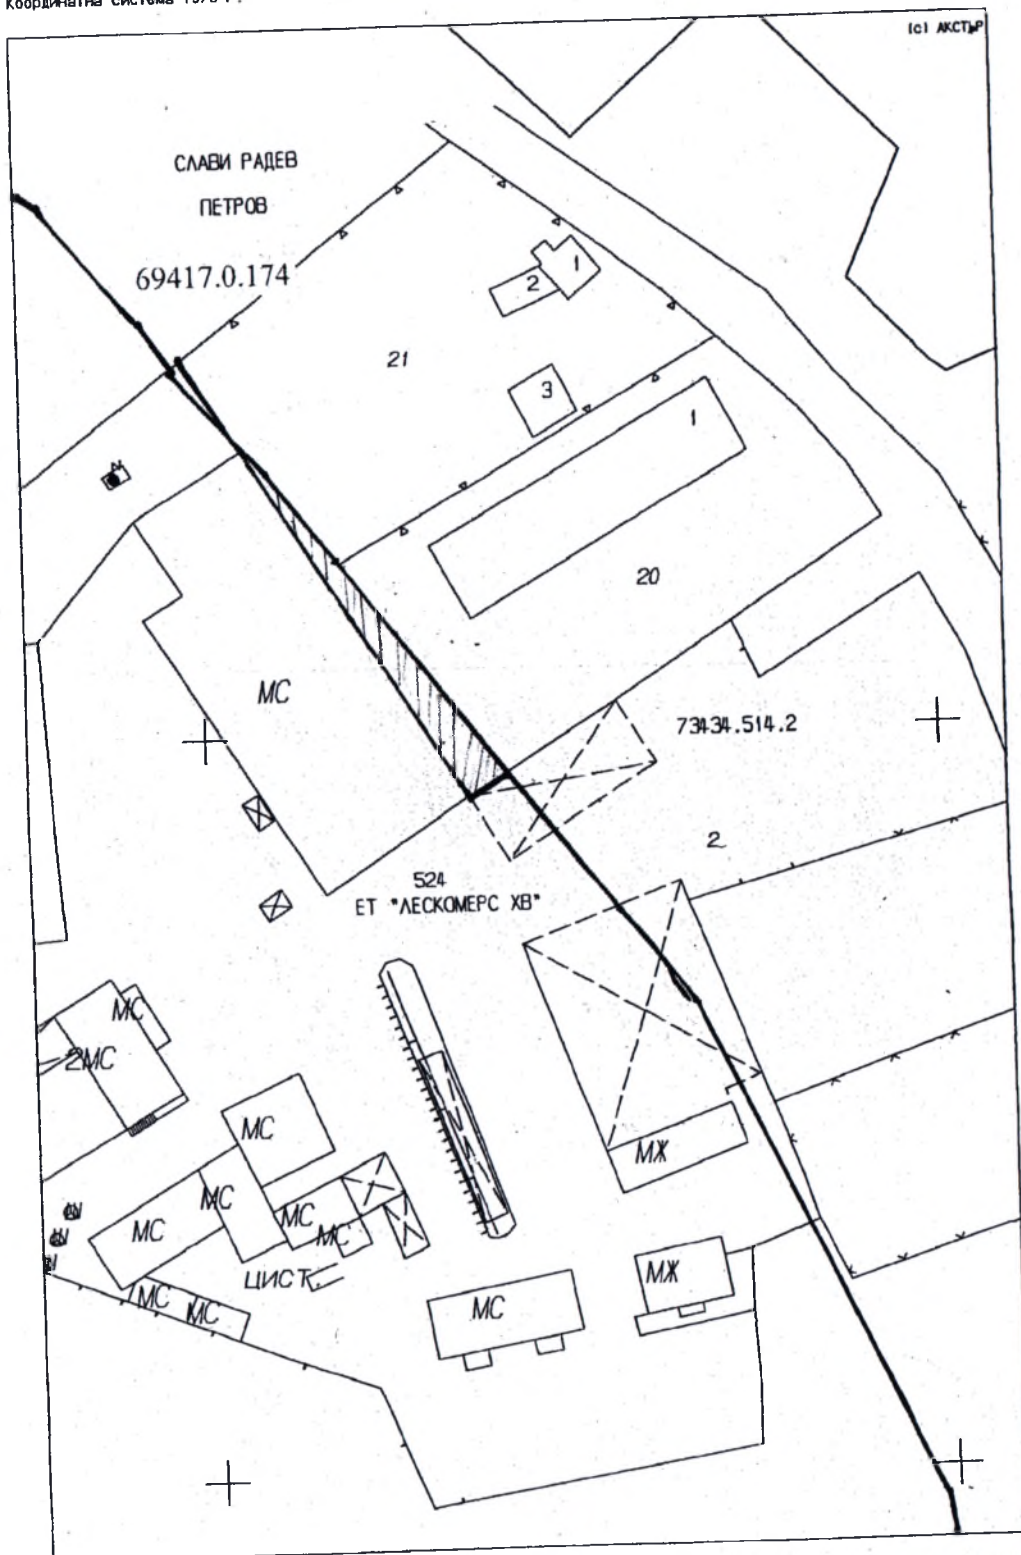 Координатна система 1970 г.
(c) АКСТЪР
СЛАВИ РАДЕВ
ПЕТРОВ
69417.0.174
1
2
21
3
1
20
МС
73434.514.2
2
524
ЕТ "ЛЕСКОМЕРС ХВ"
МС
2МС
МС
МЖ
МС
МС
МС
МС
ЦИСТ.
МЖ
МС
МС
МС